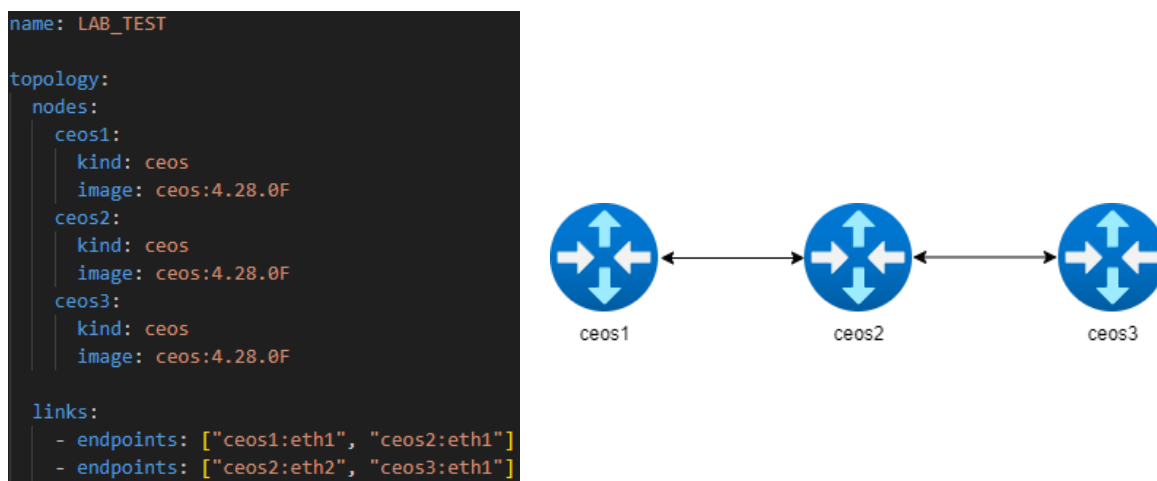 name: LAB_TEST
topology:
nodes:
ceos1:
kind: ceos
image: ceos:4.28.0F
ceos2:
kind: ceos
image: ceos:4.28.0F
ceos3:
kind: ceos
image: ceos:4.28.0F
links:
- endpoints: ["ceos1:eth1", "ceos2:eth1"]
- endpoints: ["ceos2:eth2", "ceos3:eth1"]
ceos1
ceos2
ceos3